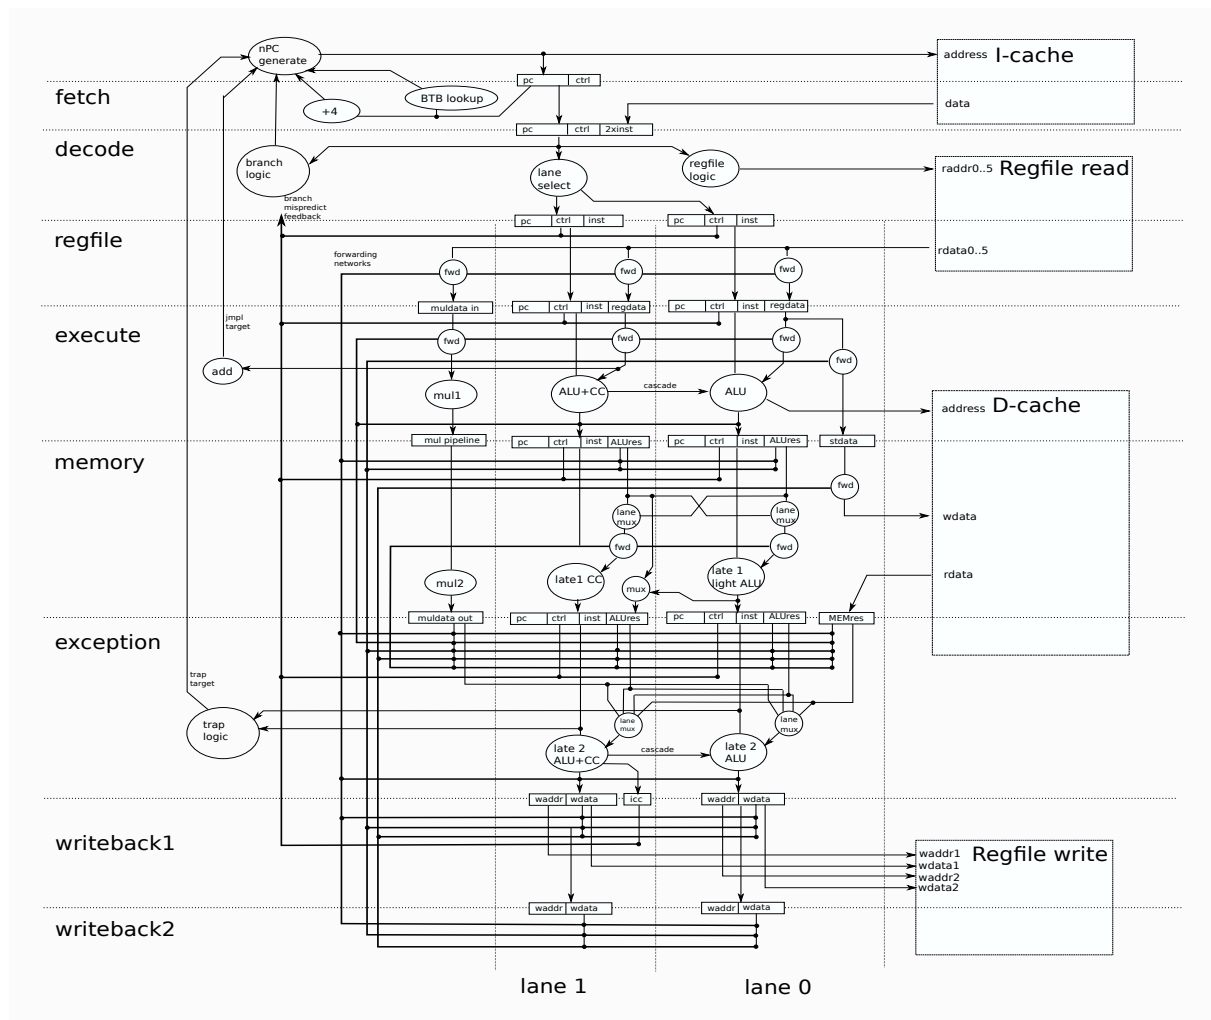 nPC
generate
address I-cache
pc ctrl
fetch
BTB lookup
+4
data
pc ctrl 2xinst
decode
branch
logic
lane
select
regfile
logic
raddr0..5 Regfile read
branch
mispredict
feedback
pc ctrl inst
pc ctrl inst
regfile
forwarding
networks
rdata0..5
fwd
fwd
fwd
muldata in
pc ctrl inst regdata
pc ctrl inst regdata
jmpl
target
execute
fwd
fwd
fwd
fwd
add
mul1
ALU+CC
cascade
ALU
address D-cache
mul pipeline
pc ctrl inst ALUres
pc ctrl inst ALUres
stdata
memory
fwd
lane
mux
lane
mux
wdata
fwd
fwd
mul2
late1 CC
mux
late 1
light ALU
rdata
muldata out
pc ctrl inst ALUres
pc ctrl inst ALUres
MEMres
exception
trap
target
trap
logic
lane
mux
lane
mux
late 2
ALU+CC
cascade
late 2
ALU
waddr wdata
icc
waddr wdata
writeback1
waddr1 Regfile write
wdata1
waddr2
wdata2
waddr wdata
waddr wdata
writeback2
lane 1
lane 0